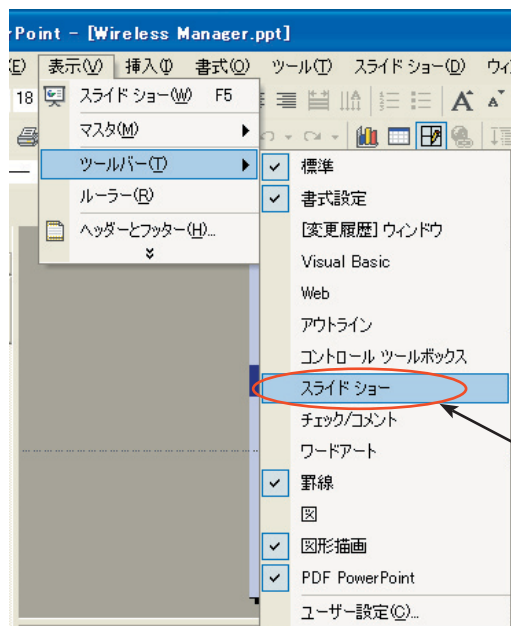 Point - [Wireless Manager.ppt]
(E) 表示(V) 挿入(I) 書式(O) ツール(T) スライド ショー(D) ウィ
18
スライド ショー(W) F5
マスタ(M)
ツールバー(T)
ルーラー(R)
ヘッダーとフッター(H)...
標準
書式設定
[変更履歴] ウィンドウ
Visual Basic
Web
アウトライン
コントロール ツールボックス
スライド ショー
チェック/コメント
ワードアート
罫線
図
図形描画
PDF PowerPoint
ユーザー設定(C)...